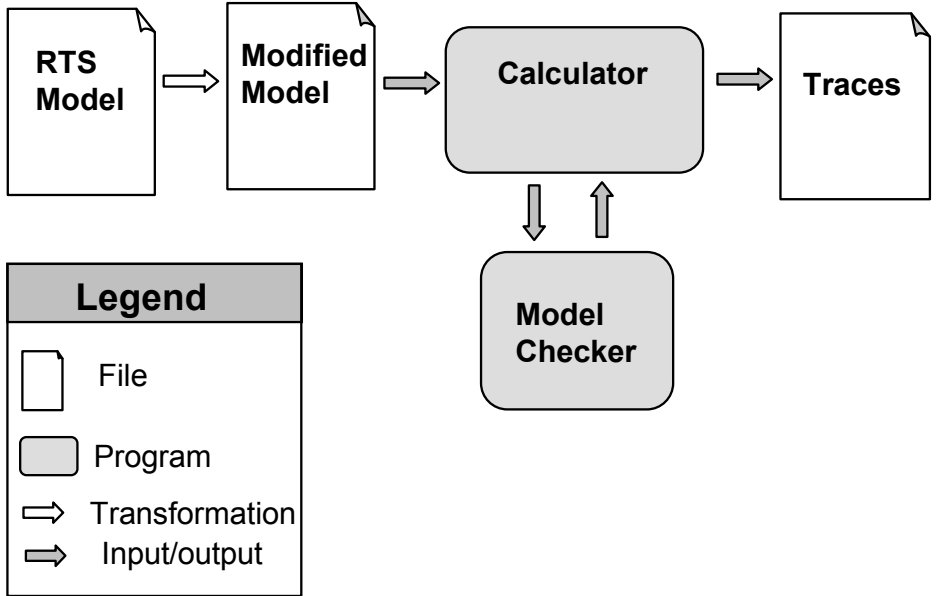 RTS
Model
Modified
Model
Calculator
Traces
Model
Checker
Legend
File
Program
Transformation
Input/output